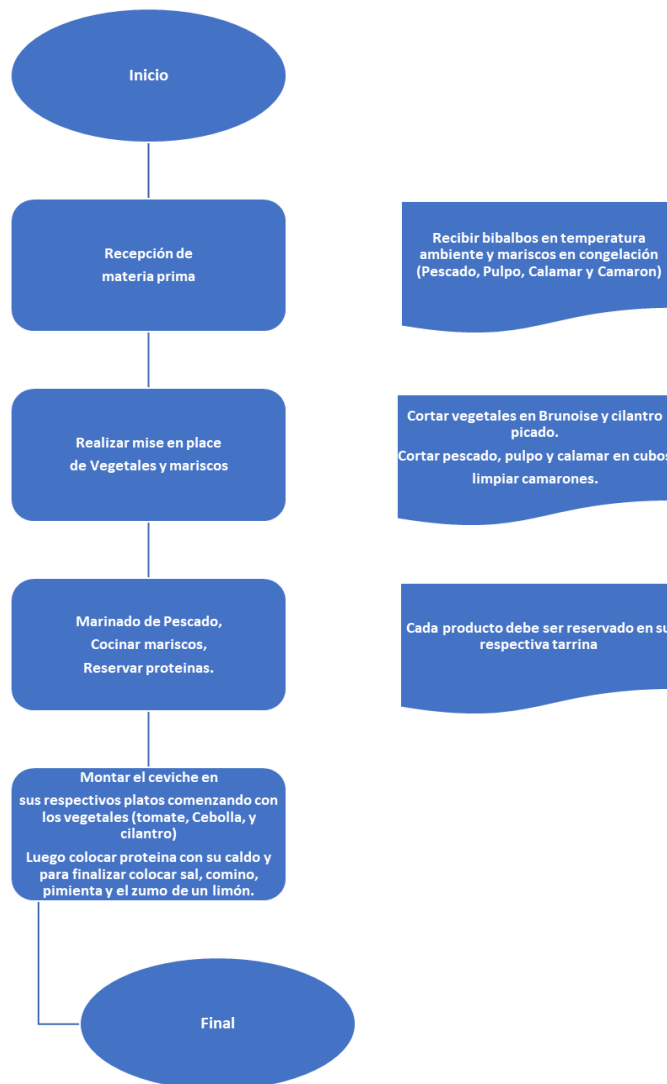 Inicio
Recepción de
materia prima
Recibir bibalbos en temperatura
ambiente y mariscos en congelación
(Pescado, Pulpo, Calamar y Camaron)
Realizar mise en place
de Vegetales y mariscos
Cortar vegetales en Brunoise y cilantro
picado.
Cortar pescado, pulpo y calamar en cubos
limpiar camarones.
Marinado de Pescado,
Cocinar mariscos,
Reservar proteinas.
Cada producto debe ser reservado en su
respectiva tarrina
Montar el ceviche en
sus respectivos platos comenzando con
los vegetales (tomate, Cebolla, y
cilantro)
Luego colocar proteina con su caldo y
para finalizar colocar sal, comino,
pimienta y el zumo de un limón.
Final